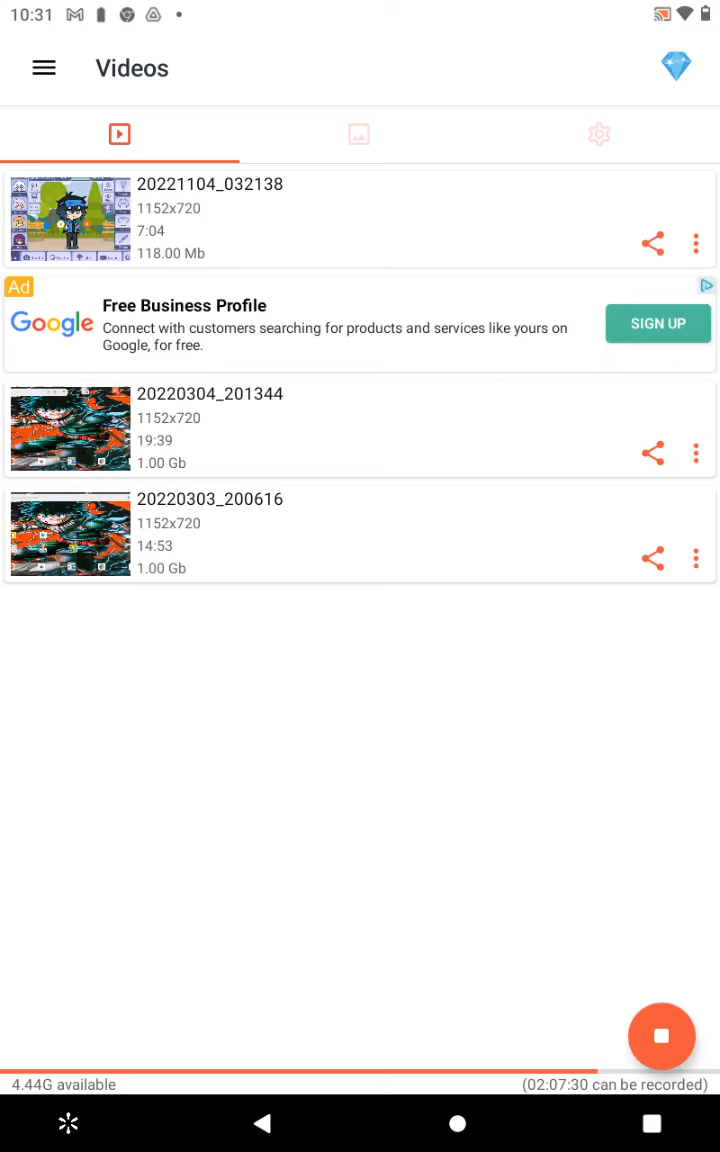 10:31
Videos
20221104_032138
1152x720
7:04
118.00 Mb
Ad
Google
Free Business Profile
Connect with customers searching for products and services like yours on
Google, for free.
SIGN UP
20220304_201344
1152x720
19:39
1.00 Gb
20220303_200616
1152x720
14:53
1.00 Gb
4.44G available
(02:07:30 can be recorded)